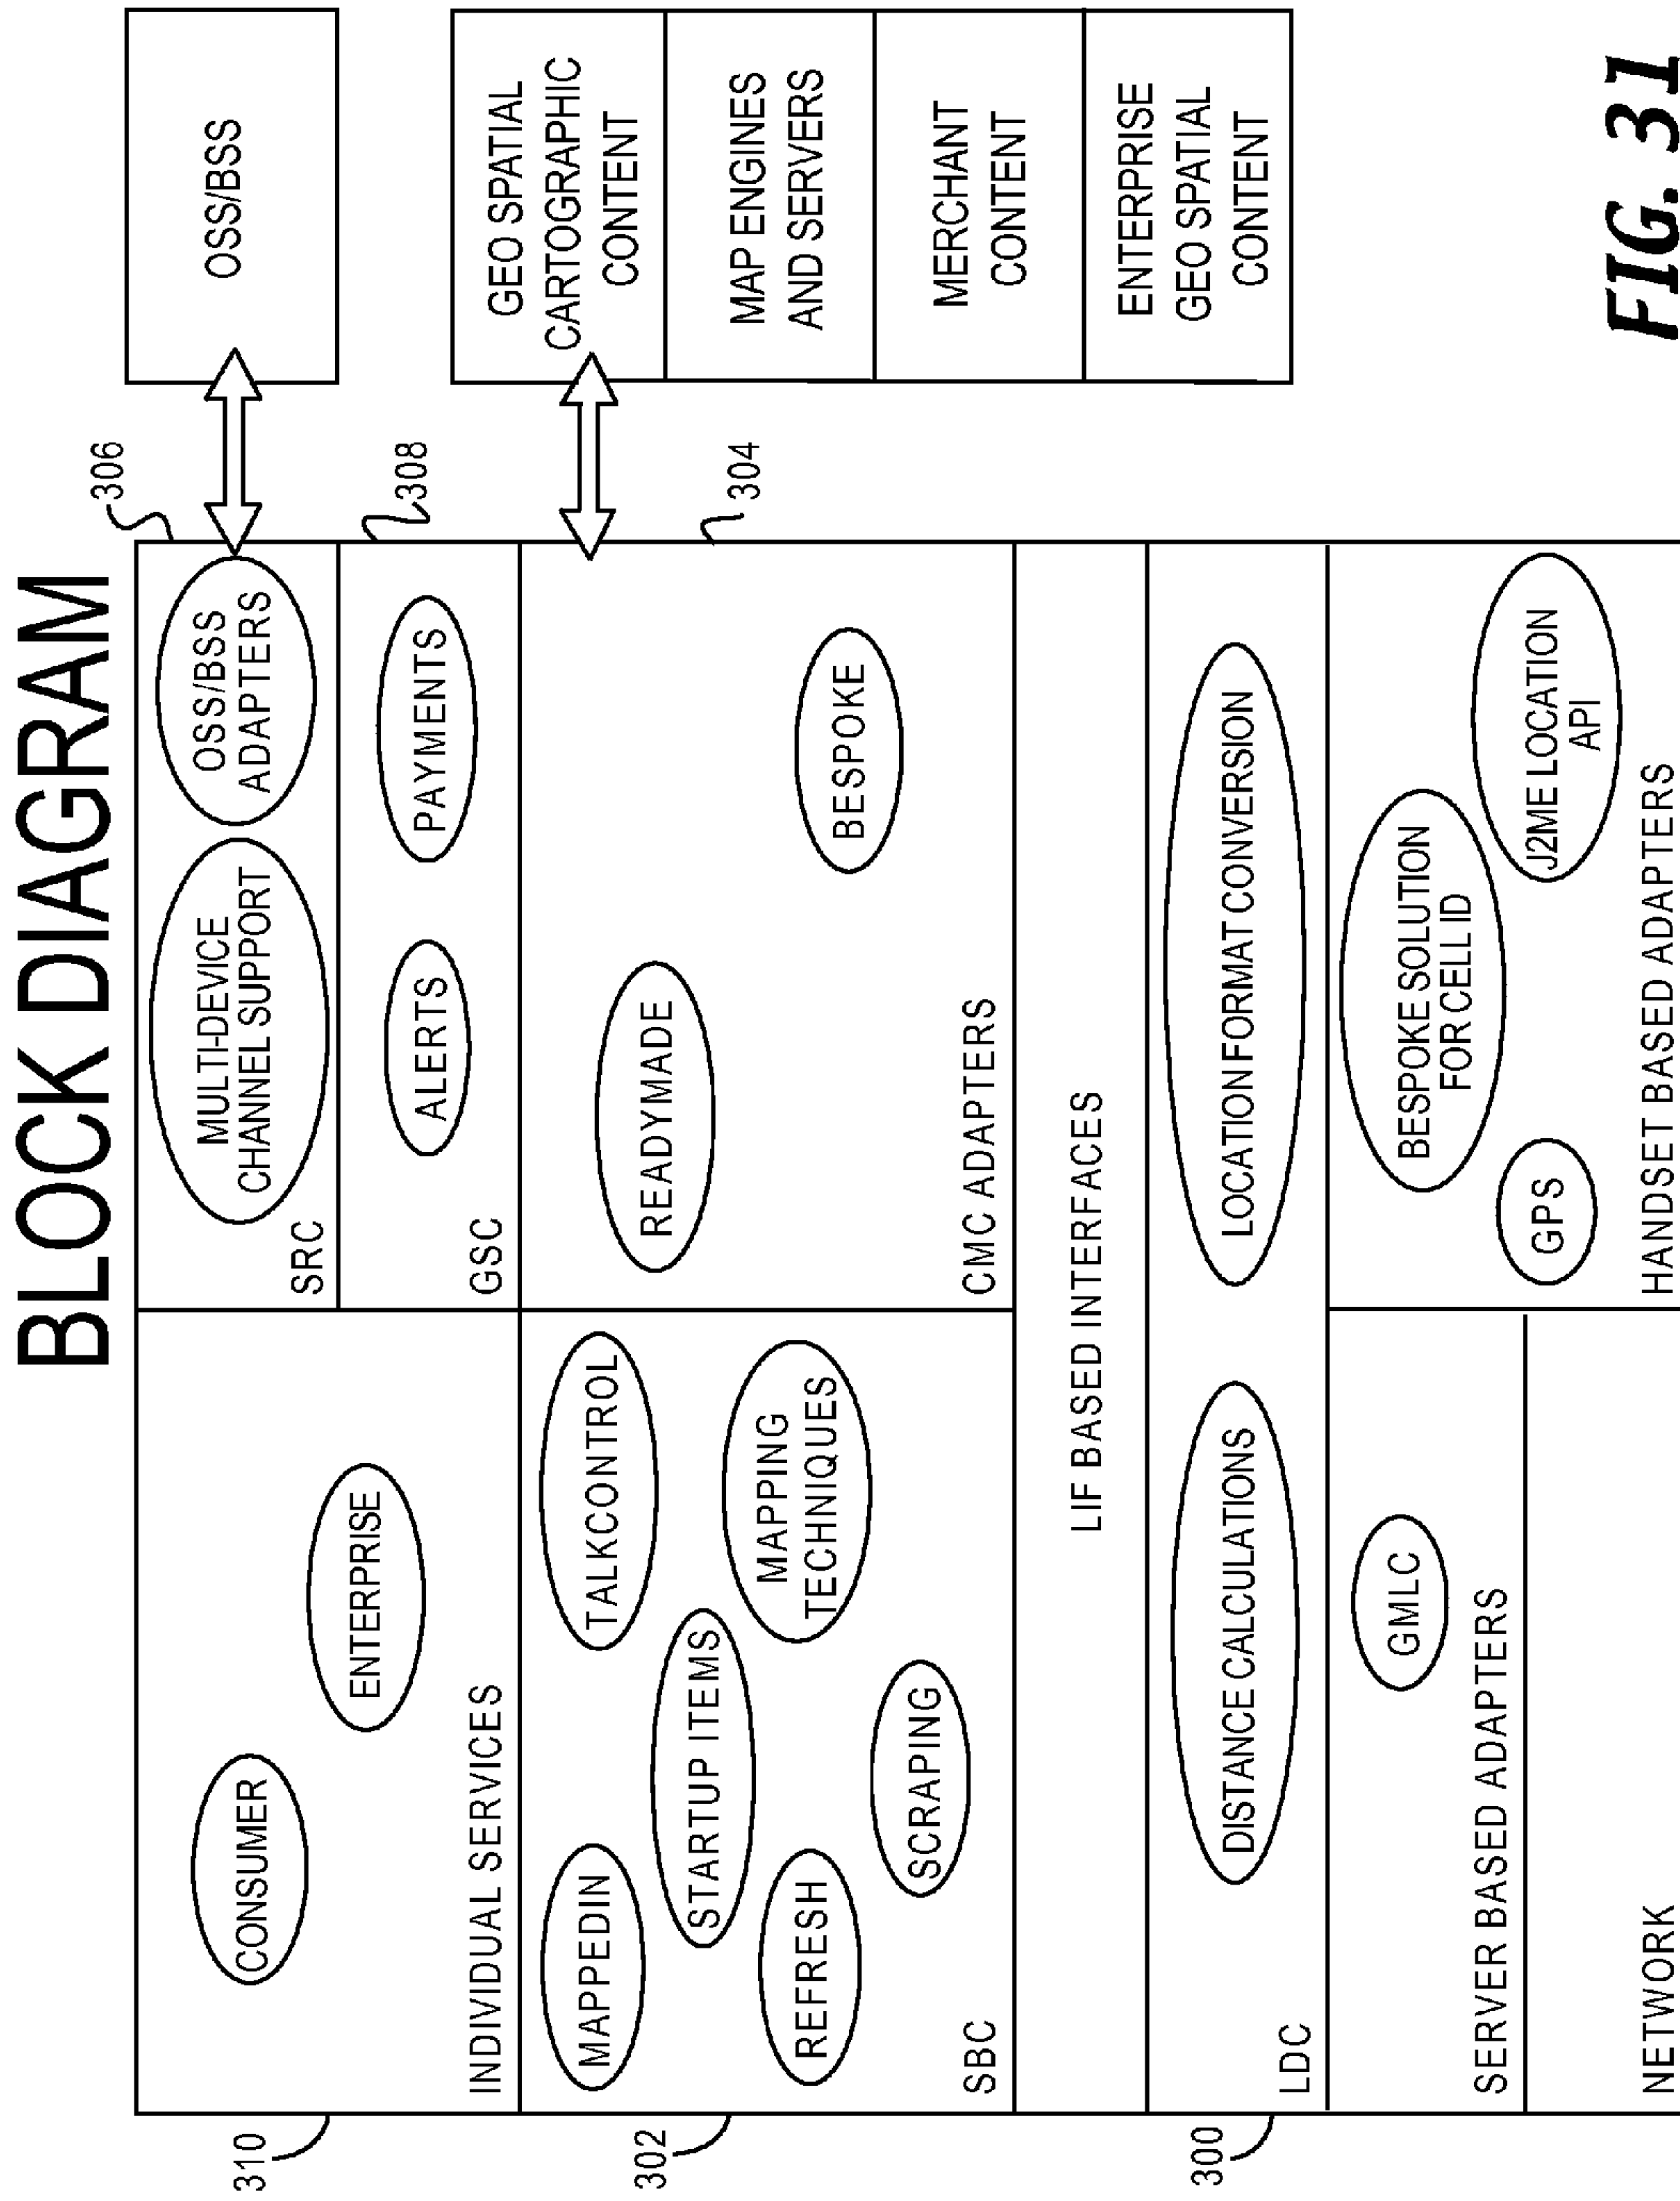 BLOCK DIAGRAM
310
CONSUMER
ENTERPRISE
INDIVIDUAL SERVICES
MULTI-DEVICE
CHANNEL SUPPORT
OSS/BSS
ADAPTERS
SRC
306
OSS/BSS
ALERTS
PAYMENTS
GSC
308
302
MAPPEDIN
TALKCONTROL
STARTUP ITEMS
REFRESH
MAPPING
TECHNIQUES
SCRAPING
SBC
READYMADE
BESPOKE
CMC ADAPTERS
304
GEO SPATIAL
CARTOGRAPHIC
CONTENT
MAP ENGINES
AND SERVERS
MERCHANT
CONTENT
ENTERPRISE
GEO SPATIAL
CONTENT
LIF BASED INTERFACES
300
DISTANCE CALCULATIONS
LOCATION FORMAT CONVERSION
LDC
GMLC
SERVER BASED ADAPTERS
NETWORK
BESPOKE SOLUTION
FOR CELL ID
GPS
J2ME LOCATION
API
HANDSET BASED ADAPTERS
FIG. 31